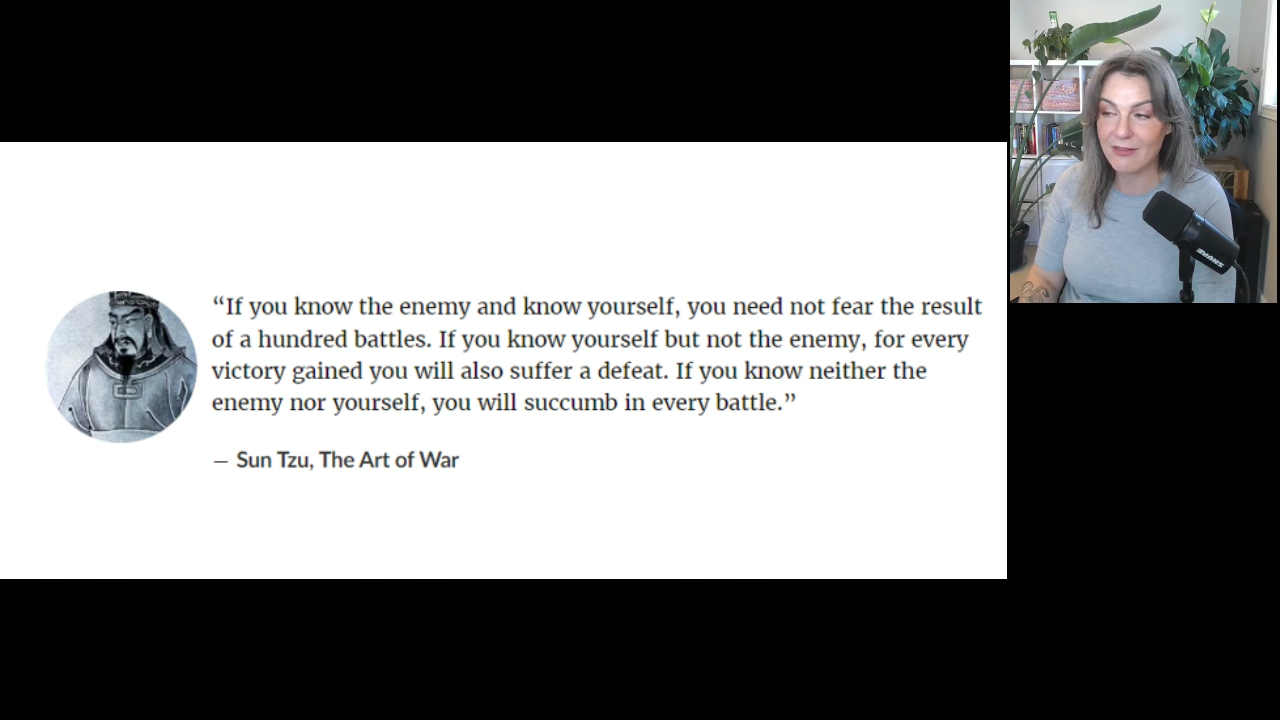 “If you know the enemy and know yourself, you need not fear the result
of a hundred battles. If you know yourself but not the enemy, for every
victory gained you will also suffer a defeat. If you know neither the
enemy nor yourself, you will succumb in every battle.”
— Sun Tzu, The Art of War
SHURE